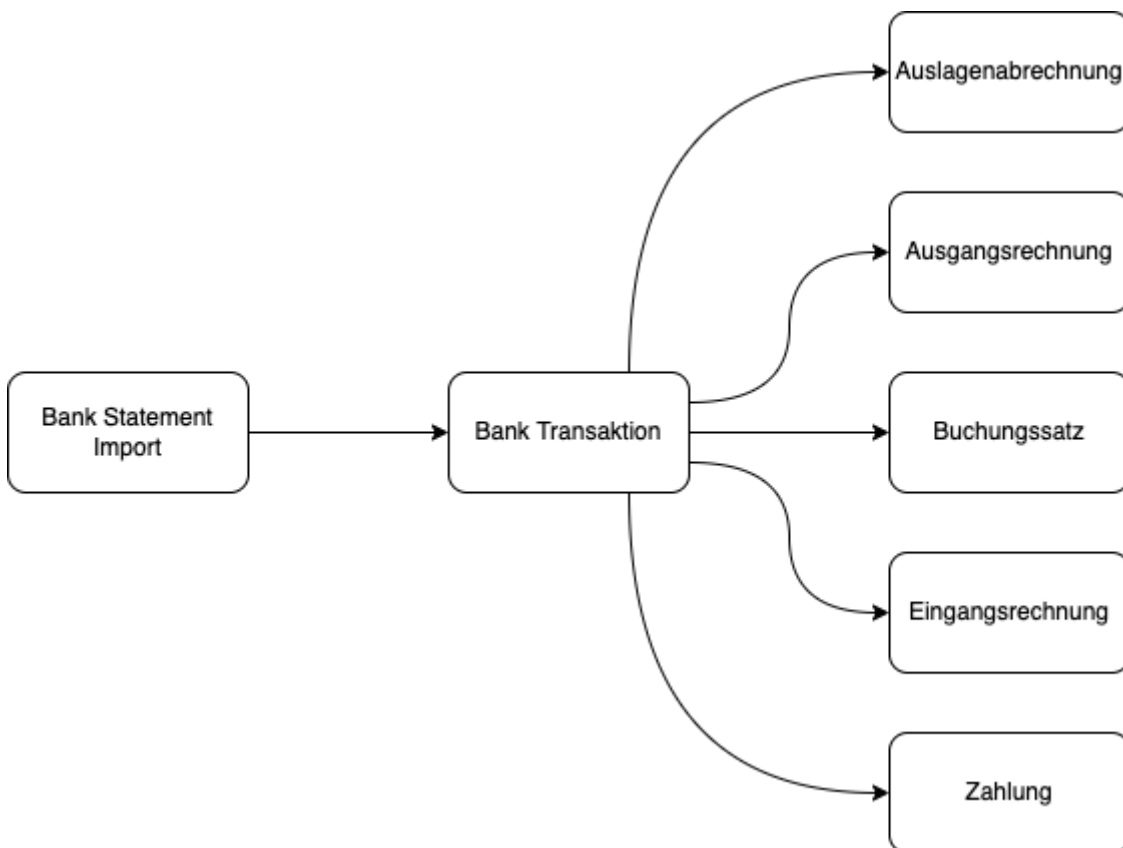 Auslagenabrechnung
Ausgangsrechnung
Bank Statement
Import
Bank Transaktion
Buchungssatz
Eingangsrechnung
Zahlung